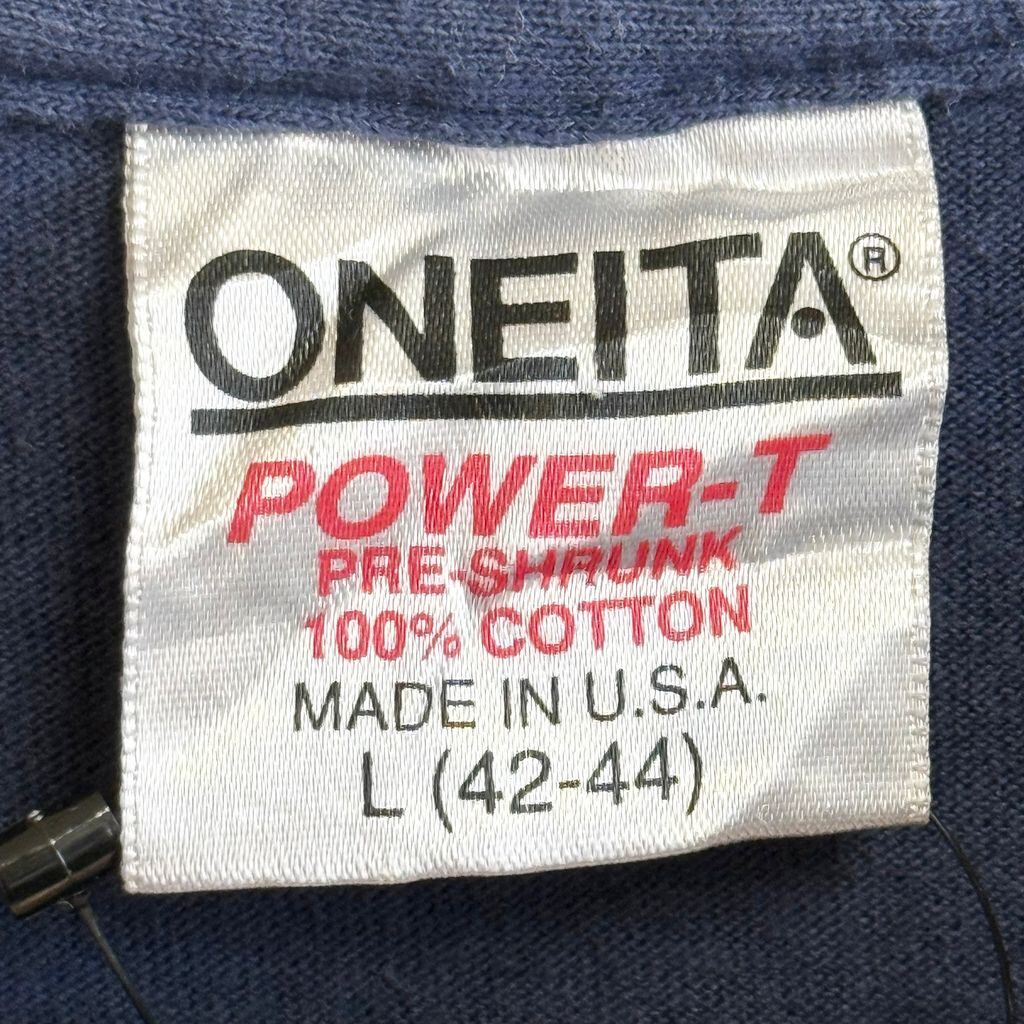 ONEITA®
POWER-T
PRE-SHRUNK
100% COTTON
MADE IN U.S.A.
L (42-44)